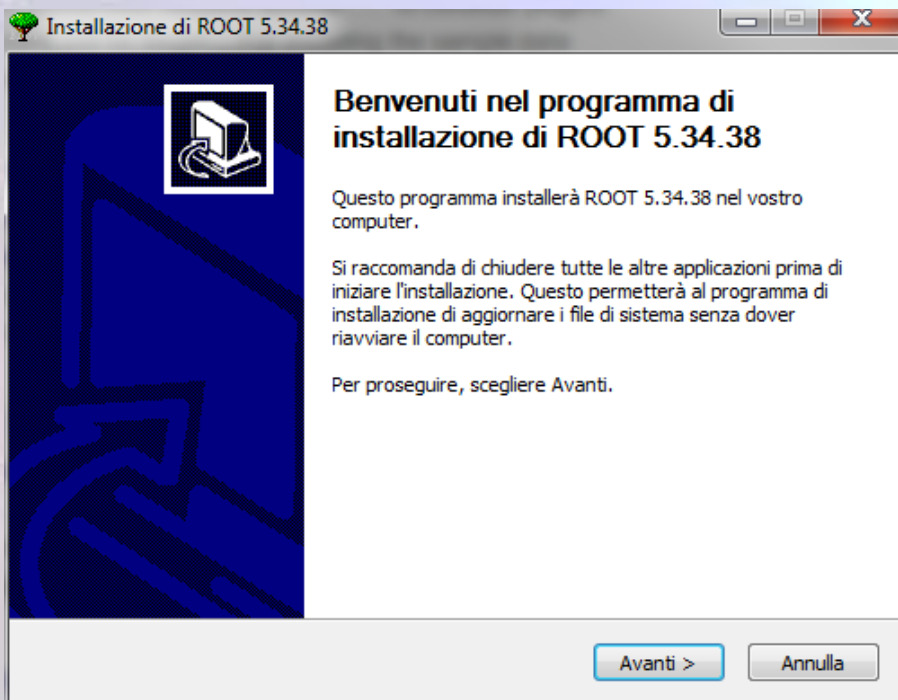 Installazione di ROOT 5.34.38
Benvenuti nel programma di
installazione di ROOT 5.34.38
Questo programma installerà ROOT 5.34.38 nel vostro
computer.
Si raccomanda di chiudere tutte le altre applicazioni prima di
iniziare l'installazione. Questo permetterà al programma di
installazione di aggiornare i file di sistema senza dover
riavviare il computer.
Per proseguire, scegliere Avanti.
Avanti >
Annulla